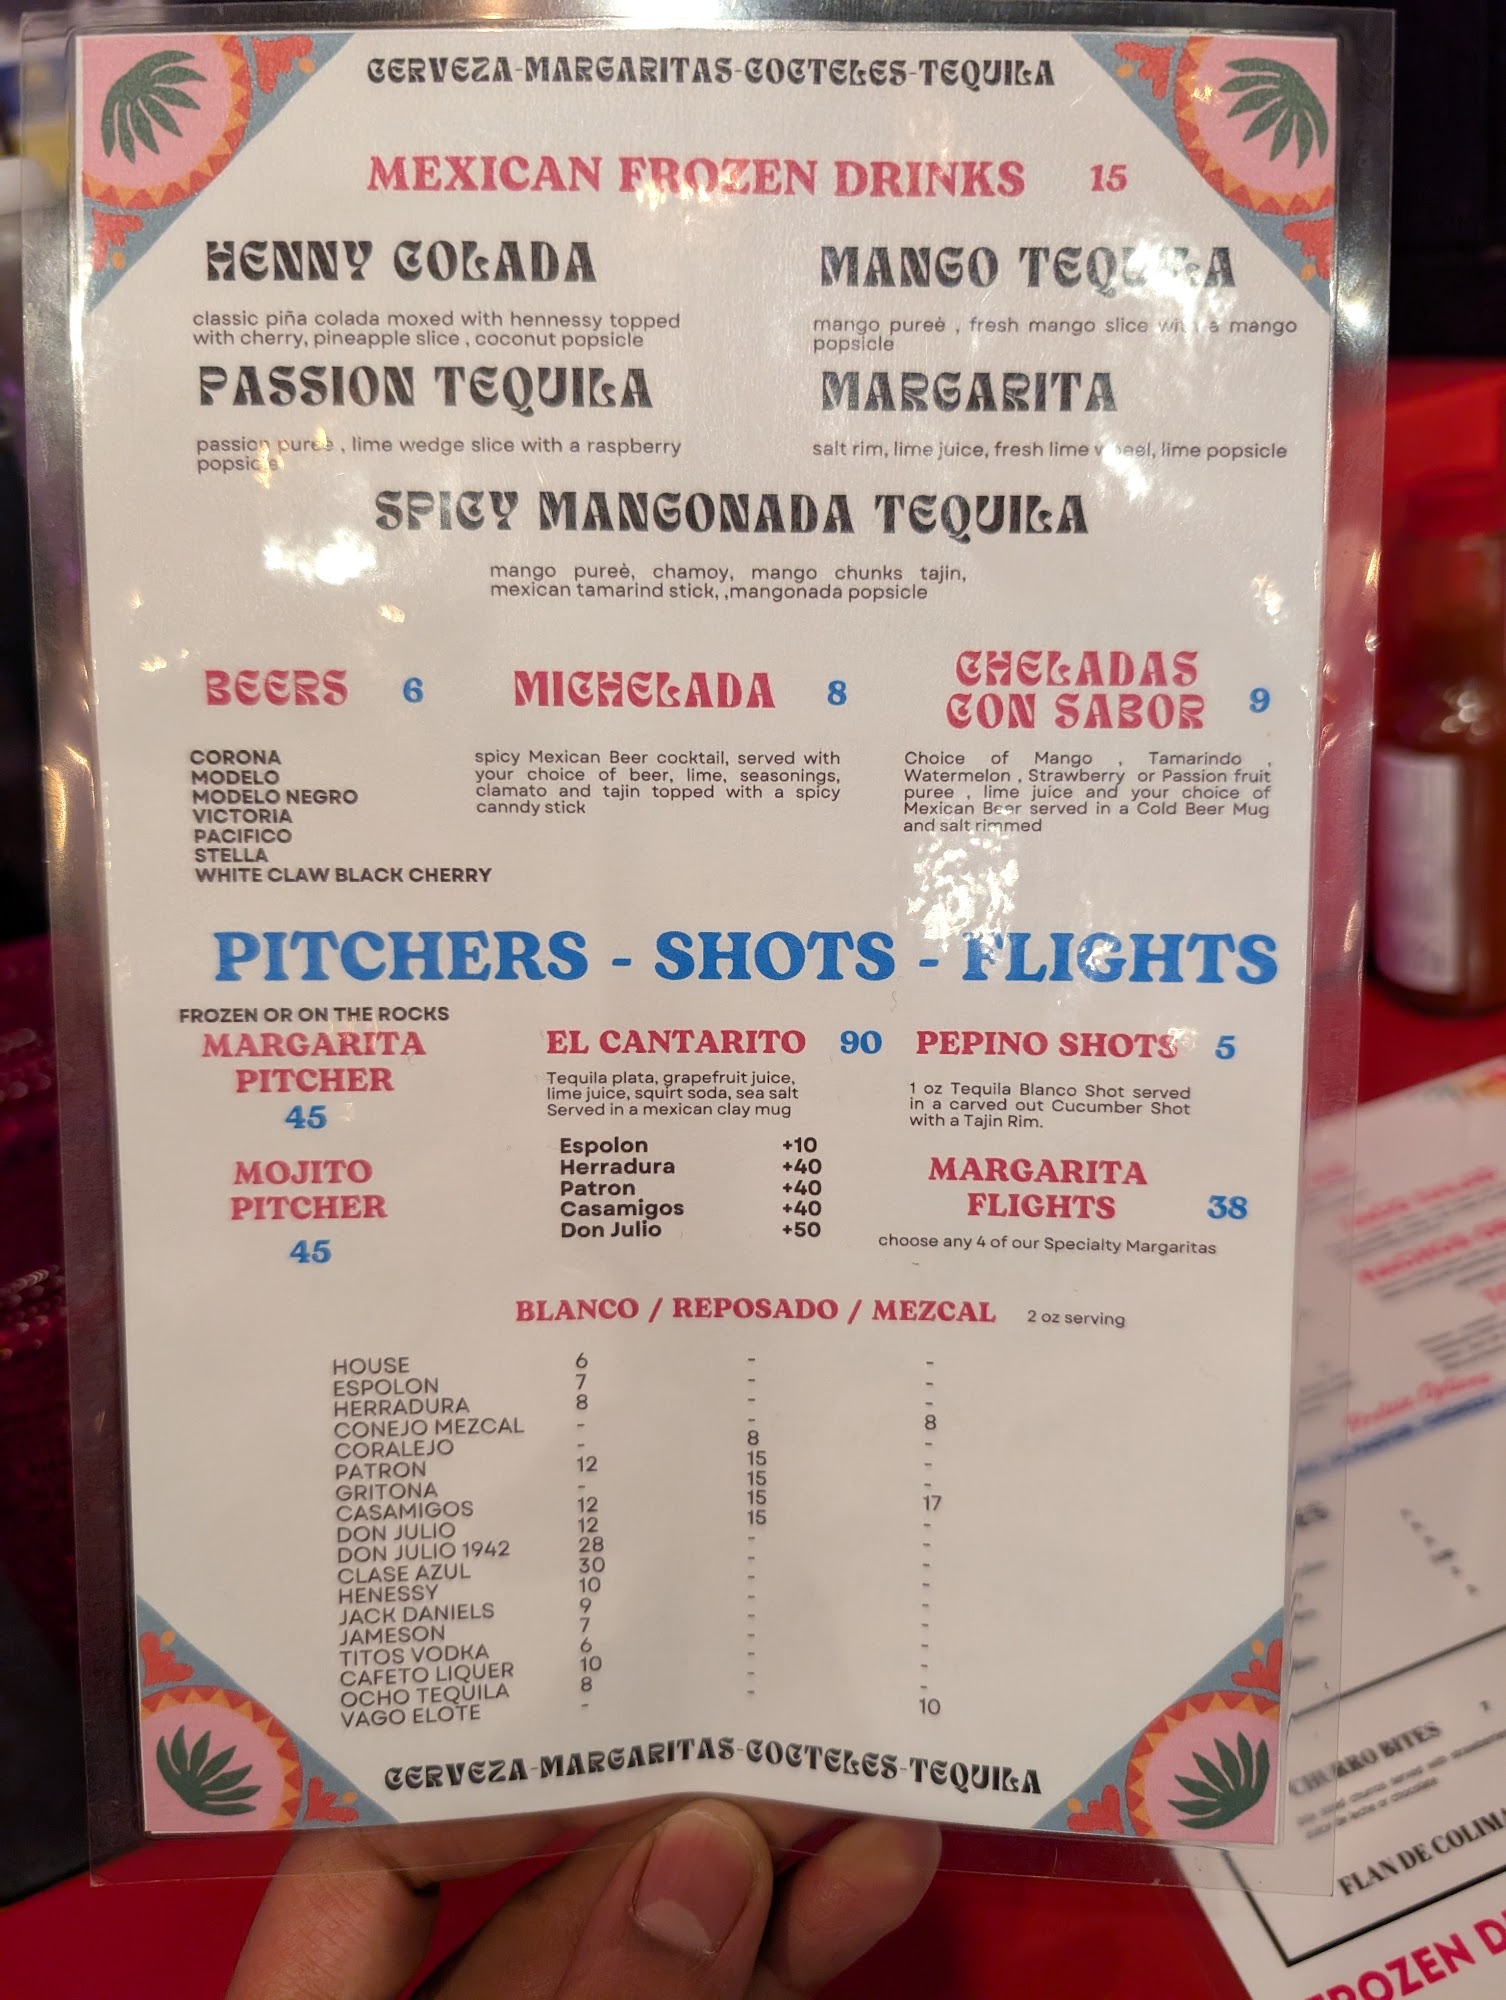 CERVEZA-MARGARITAS-COCTELES-TEQUILA
MEXICAN FROZEN DRINKS 15
HENNY COLADA
classic piña colada moxed with hennessy topped
with cherry, pineapple slice , coconut popsicle
MANGO TEQUILA
mango pureè , fresh mango slice with a mango
popsicle
PASSION TEQUILA
passion pureè , lime wedge slice with a raspberry
popsicle
MARGARITA
salt rim, lime juice, fresh lime wheel, lime popsicle
SPICY MANGONADA TEQUILA
mango pureè, chamoy, mango chunks tajin,
mexican tamarind stick, ,mangonada popsicle
BEERS 6
CORONA
MODELO
MODELO NEGRO
VICTORIA
PACIFICO
STELLA
WHITE CLAW BLACK CHERRY
MICHELADA 8
spicy Mexican Beer cocktail, served with
your choice of beer, lime, seasonings,
clamato and tajin topped with a spicy
canndy stick
CHELADAS
CON SABOR 9
Choice of Mango , Tamarindo ,
Watermelon , Strawberry or Passion fruit
puree , lime juice and your choice of
Mexican Beer served in a Cold Beer Mug
and salt rimmed
PITCHERS - SHOTS - FLIGHTS
FROZEN OR ON THE ROCKS
MARGARITA
PITCHER
45
MOJITO
PITCHER
45
EL CANTARITO 90
Tequila plata, grapefruit juice,
lime juice, squirt soda, sea salt
Served in a mexican clay mug
Espolon +10
Herradura +40
Patron +40
Casamigos +40
Don Julio +50
PEPINO SHOTS 5
1 oz Tequila Blanco Shot served
in a carved out Cucumber Shot
with a Tajin Rim.
MARGARITA
FLIGHTS 38
choose any 4 of our Specialty Margaritas
BLANCO / REPOSADO / MEZCAL 2 oz serving
HOUSE 6 - -
ESPOLON 7 - -
HERRADURA 8 - -
CONEJO MEZCAL - - 8
CORALEJO - 8 -
PATRON 12 15 -
GRITONA - 15 -
CASAMIGOS 12 15 17
DON JULIO 12 15 -
DON JULIO 1942 28 - -
CLASE AZUL 30 - -
HENESSY 10 - -
JACK DANIELS 9 - -
JAMESON 7 - -
TITOS VODKA 6 - -
CAFETO LIQUER 10 - -
OCHO TEQUILA 8 - -
VAGO ELOTE - 10
CERVEZA-MARGARITAS-COCTELES-TEQUILA
CHURRO BITES
FLAN DE COLIMA
FROZEN